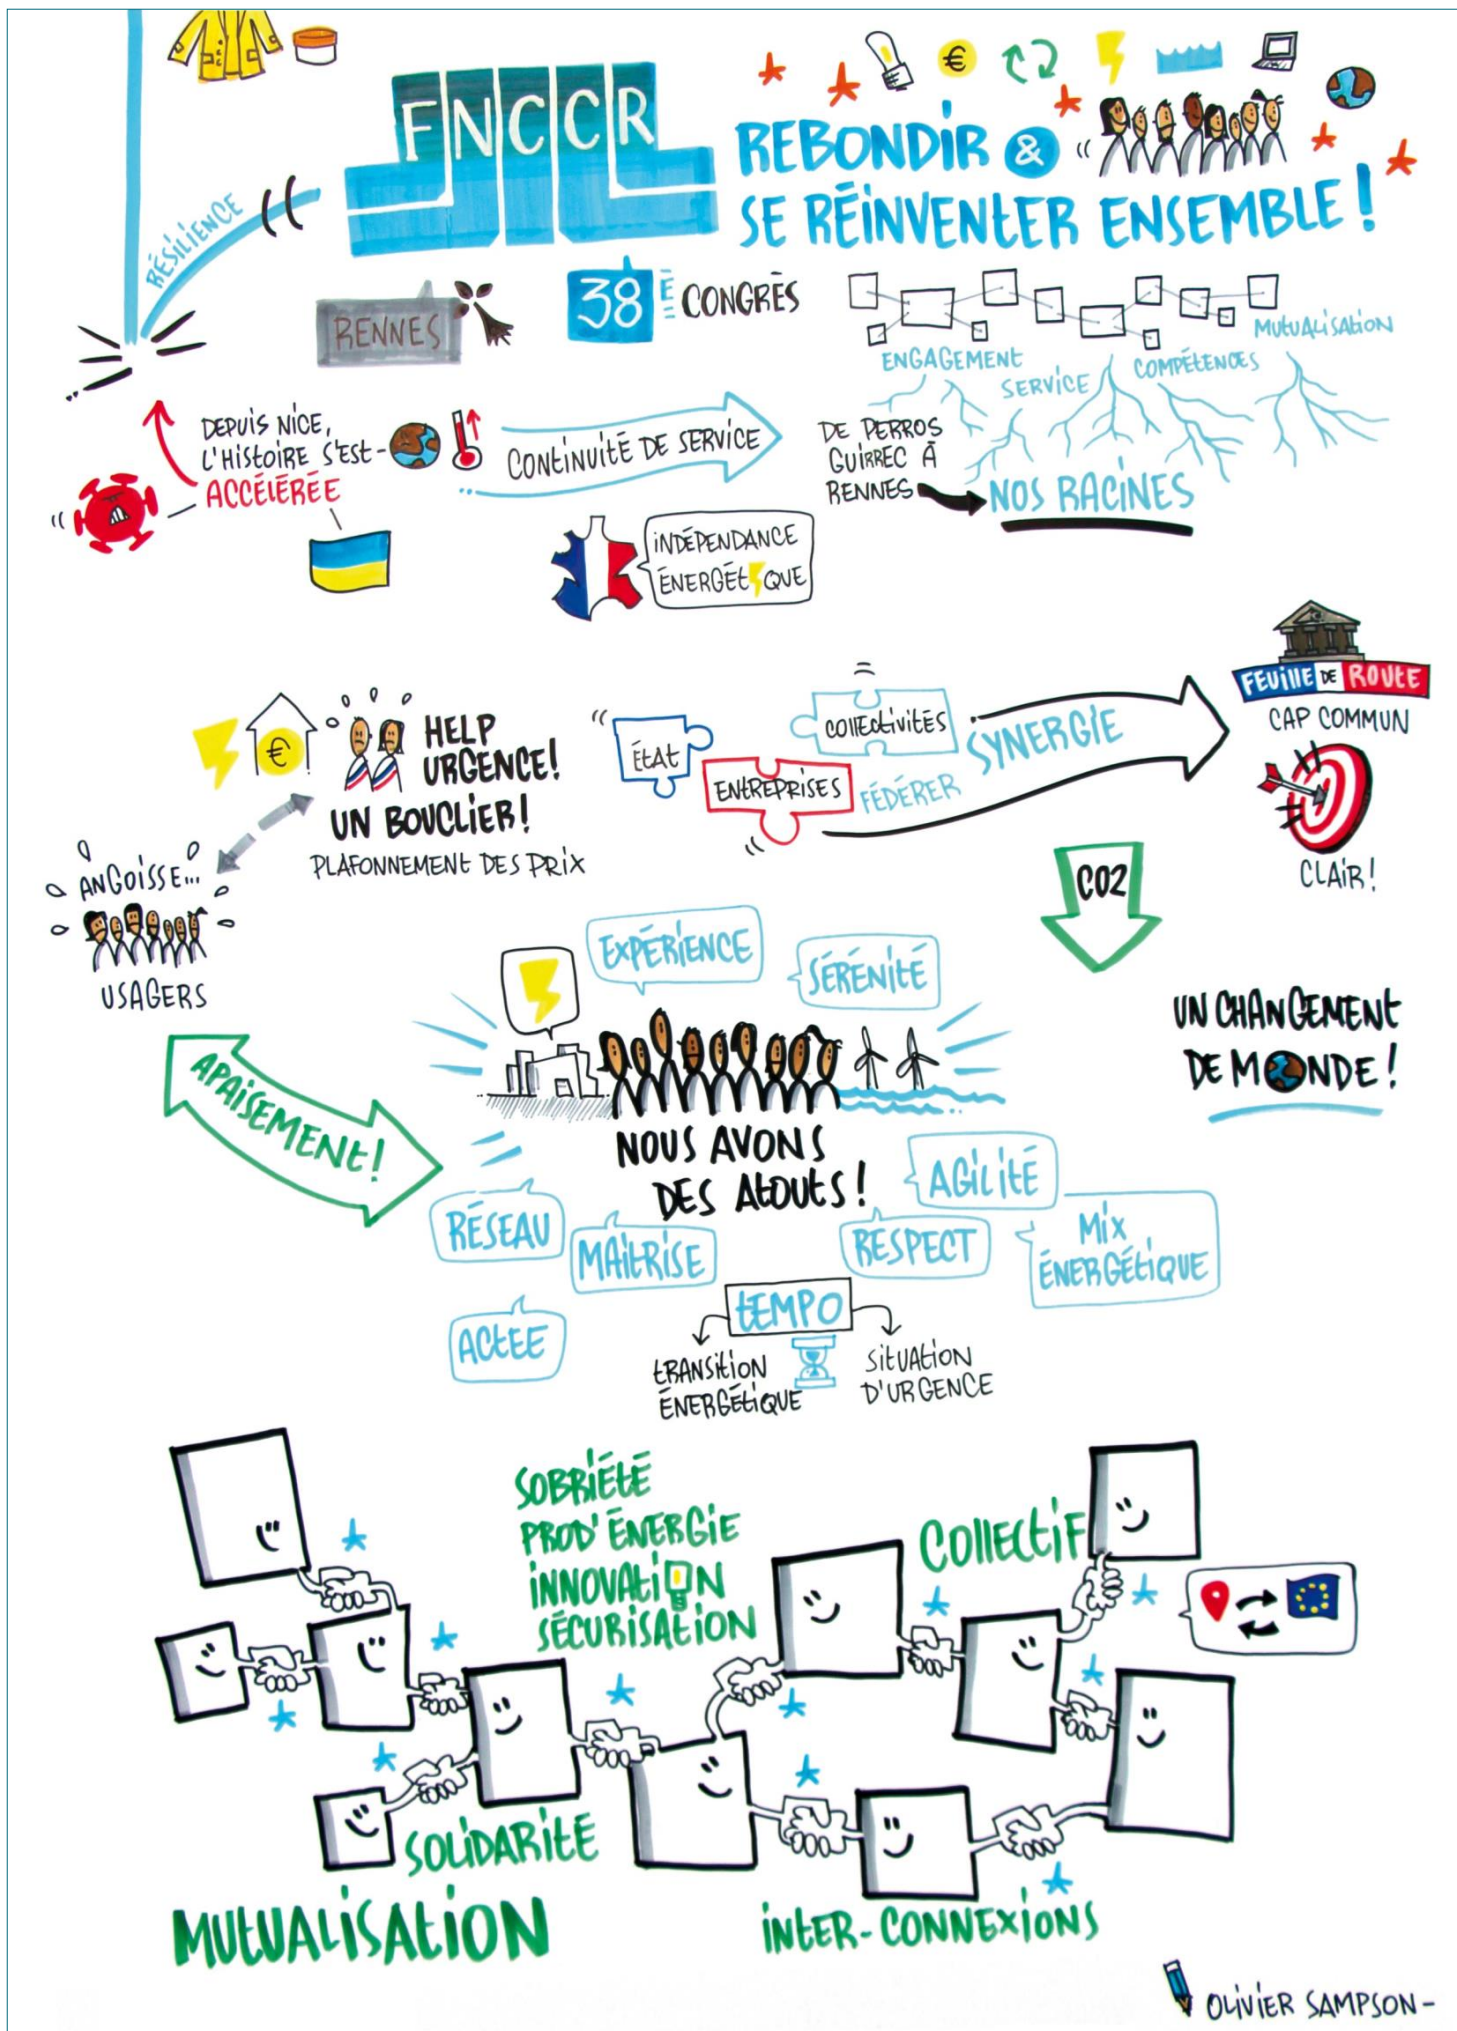 FNCCR
REBONDIR &
SE RÉINVENTER ENSEMBLE !
RÉSILIENCE
RENNES
38E CONGRÈS
ENGAGEMENT
SERVICE
COMPÉTENCES
MUTUALISATION
DEPUIS NICE,
L'HISTOIRE S'EST-
ACCÉLÉRÉE
CONTINUITÉ DE SERVICE
DE PERROS
GUIRREC À
RENNES
NOS RACINES
INDÉPENDANCE
ÉNERGÉTIQUE
FEUILLE DE ROUTE
CAP COMMUN
CLAIR !
€
HELP
URGENCE!
UN BOUCLIER!
PLAFONNEMENT DES PRIX
ÉTAT
COLLECTIVITÉS
ENTREPRISES
FÉDÉRER
SYNERGIE
ANGOISSE...
USAGERS
CO2
EXPÉRIENCE
SÉRÉNITÉ
UN CHANGEMENT
DE MONDE !
APAISEMENT !
NOUS AVONS
DES ATOUTS !
AGILITÉ
RÉSEAU
MAÎTRISE
RESPECT
MIX
ÉNERGÉTIQUE
ACTEE
TEMPO
TRANSITION
ÉNERGÉTIQUE
SITUATION
D'URGENCE
SOBRIÉTÉ
PROD' ÉNERGIE
INNOVATION
SÉCURISATION
COLLECTIF
SOLIDARITÉ
MUTUALISATION
INTER-CONNEXIONS
OLIVIER SAMPSON -